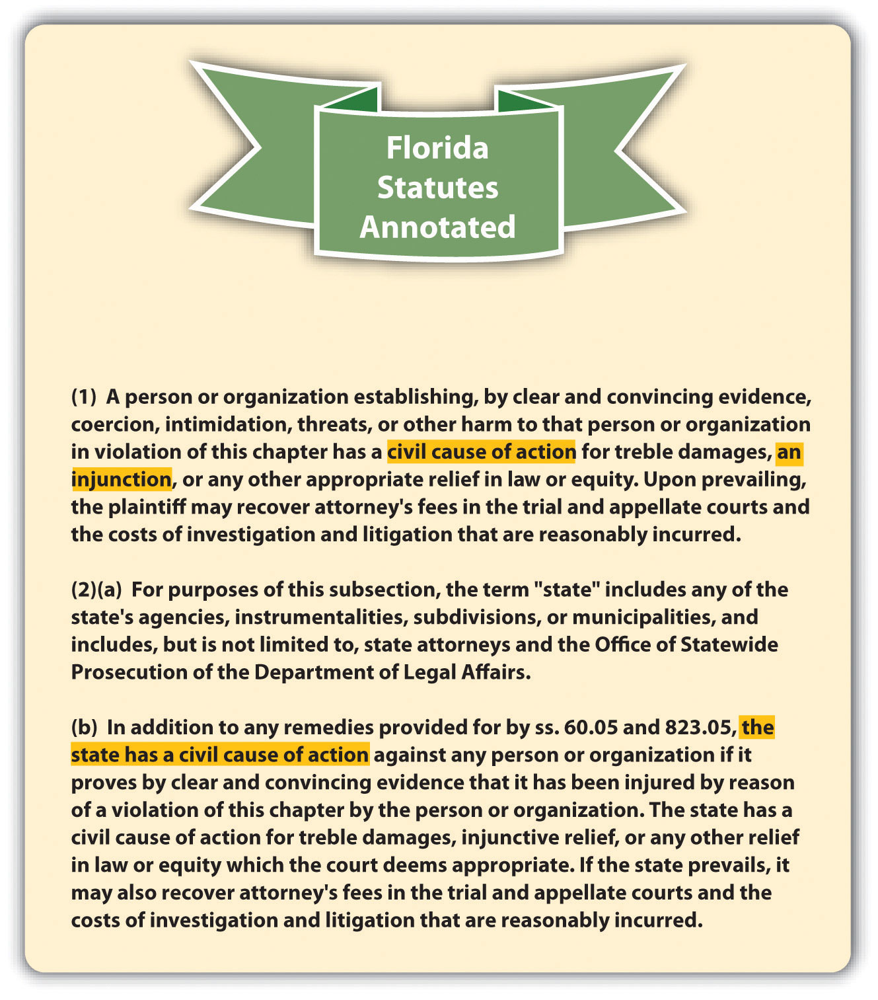 Florida
Statutes
Annotated
(1)  A person or organization establishing, by clear and convincing evidence,
coercion, intimidation, threats, or other harm to that person or organization
in violation of this chapter has a civil cause of action for treble damages, an
injunction, or any other appropriate relief in law or equity. Upon prevailing,
the plaintiff may recover attorney's fees in the trial and appellate courts and
the costs of investigation and litigation that are reasonably incurred.
(2)(a)  For purposes of this subsection, the term "state" includes any of the
state's agencies, instrumentalities, subdivisions, or municipalities, and
includes, but is not limited to, state attorneys and the Office of Statewide
Prosecution of the Department of Legal Affairs.
(b)  In addition to any remedies provided for by ss. 60.05 and 823.05, the
state has a civil cause of action against any person or organization if it
proves by clear and convincing evidence that it has been injured by reason
of a violation of this chapter by the person or organization. The state has a
civil cause of action for treble damages, injunctive relief, or any other relief
in law or equity which the court deems appropriate. If the state prevails, it
may also recover attorney's fees in the trial and appellate courts and the
costs of investigation and litigation that are reasonably incurred.